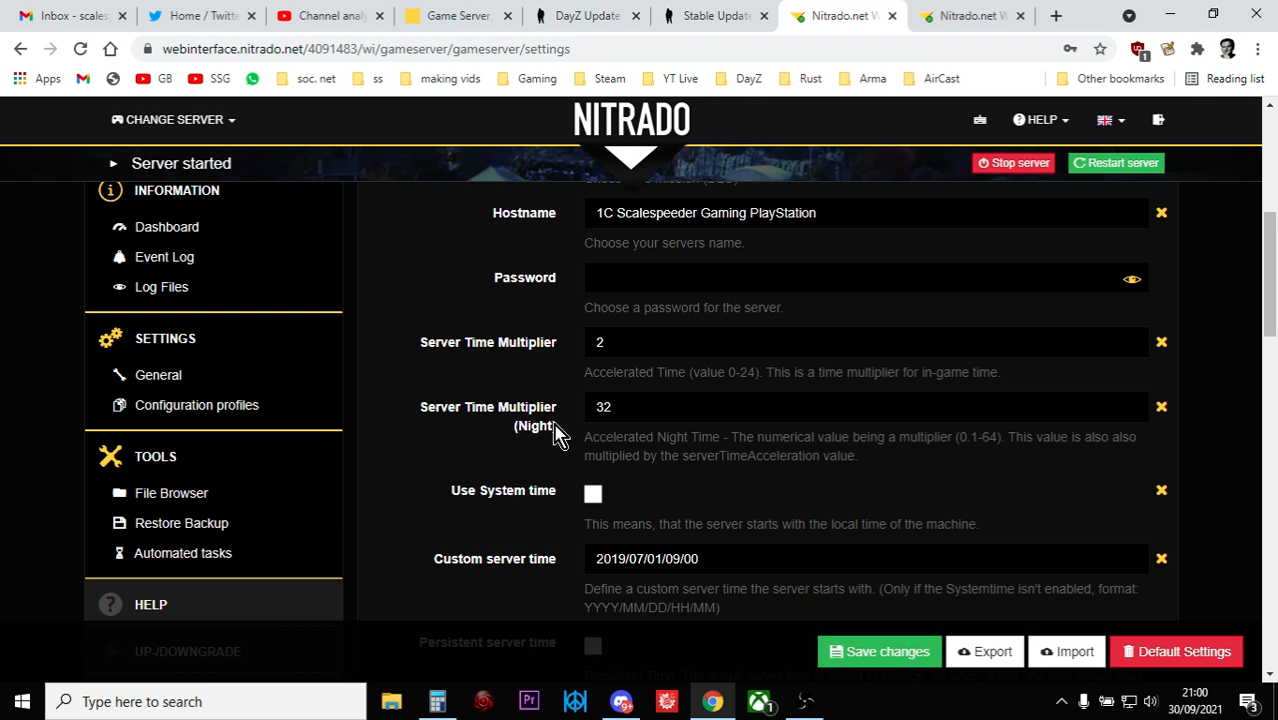 Inbox - scales
Home / Twitte
Channel analy
Game Server,
DayZ Update
Stable Update
Nitrado.net W
Nitrado.net W
webinterface.nitrado.net/4091483/wi/gameserver/gameserver/settings
Apps
GB
SSG
soc. net
ss
making vids
Gaming
Steam
YT Live
DayZ
Rust
Arma
AirCast
Other bookmarks
Reading list
CHANGE SERVER
NITRADO
HELP
Server started
Stop server
Restart server
INFORMATION
Dashboard
Event Log
Log Files
SETTINGS
General
Configuration profiles
TOOLS
File Browser
Restore Backup
Automated tasks
HELP
UP-/DOWNGRADE
Hostname
1C Scalespeeder Gaming PlayStation
Choose your servers name.
Password
Choose a password for the server.
Server Time Multiplier
2
Accelerated Time (value 0-24). This is a time multiplier for in-game time.
Server Time Multiplier
(Night)
32
Accelerated Night Time - The numerical value being a multiplier (0.1-64). This value is also also
multiplied by the serverTimeAcceleration value.
Use System time
This means, that the server starts with the local time of the machine.
Custom server time
2019/07/01/09/00
Define a custom server time the server starts with. (Only if the Systemtime isn't enabled, format:
YYYY/MM/DD/HH/MM)
Persistent server time
Save changes
Export
Import
Default Settings
Type here to search
Pr
9+
1
21:00
30/09/2021
3